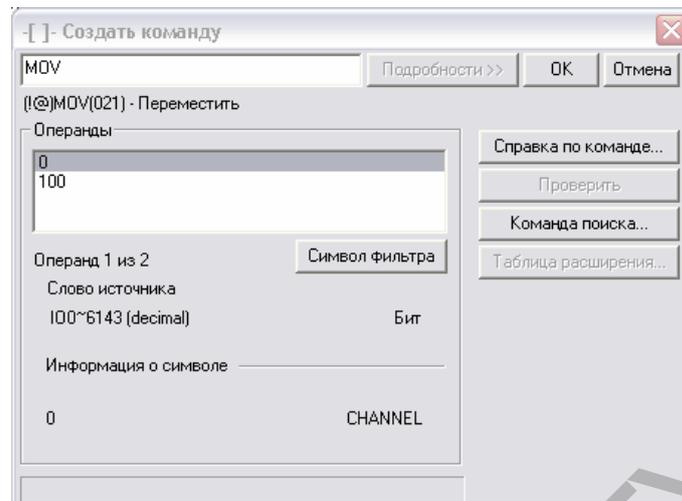 -[ ]- Создать команду
MOV
Подробности >>
OK
Отмена
(!@)MOV(021) - Переместить
Операнды
0
100
Справка по команде...
Проверить
Команда поиска...
Таблица расширения...
Операнд 1 из 2
Символ фильтра
Слово источника
IO0~6143 (decimal)
Бит
Информация о символе
0
CHANNEL